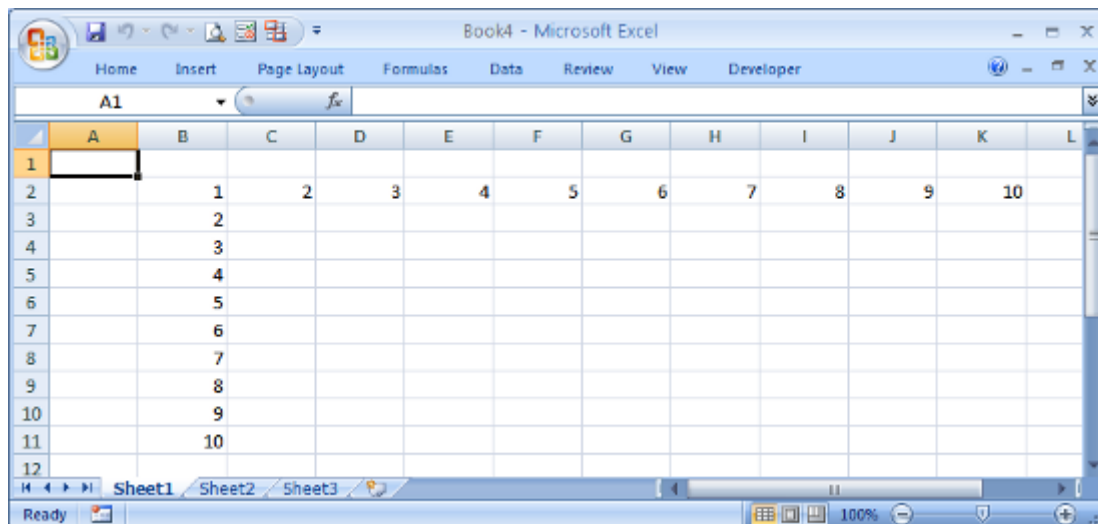 Book4 - Microsoft Excel
Home Insert Page Layout Formulas Data Review View Developer
A1 fx
A B C D E F G H I J K L
1
2 1 2 3 4 5 6 7 8 9 10
3 2
4 3
5 4
6 5
7 6
8 7
9 8
10 9
11 10
12
Sheet1 Sheet2 Sheet3
Ready 100%